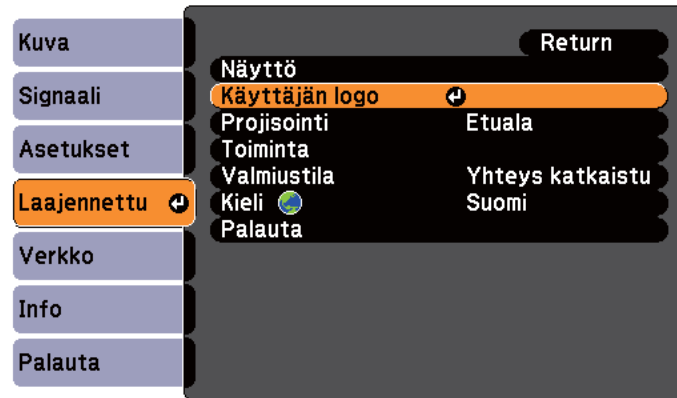 Kuva
Signaali
Asetukset
Laajennettu
Verkko
Info
Palauta
Return
Näyttö
Käyttäjän logo
Projisointi Etuala
Toiminta
Valmiustila Yhteys katkaistu
Kieli Suomi
Palauta